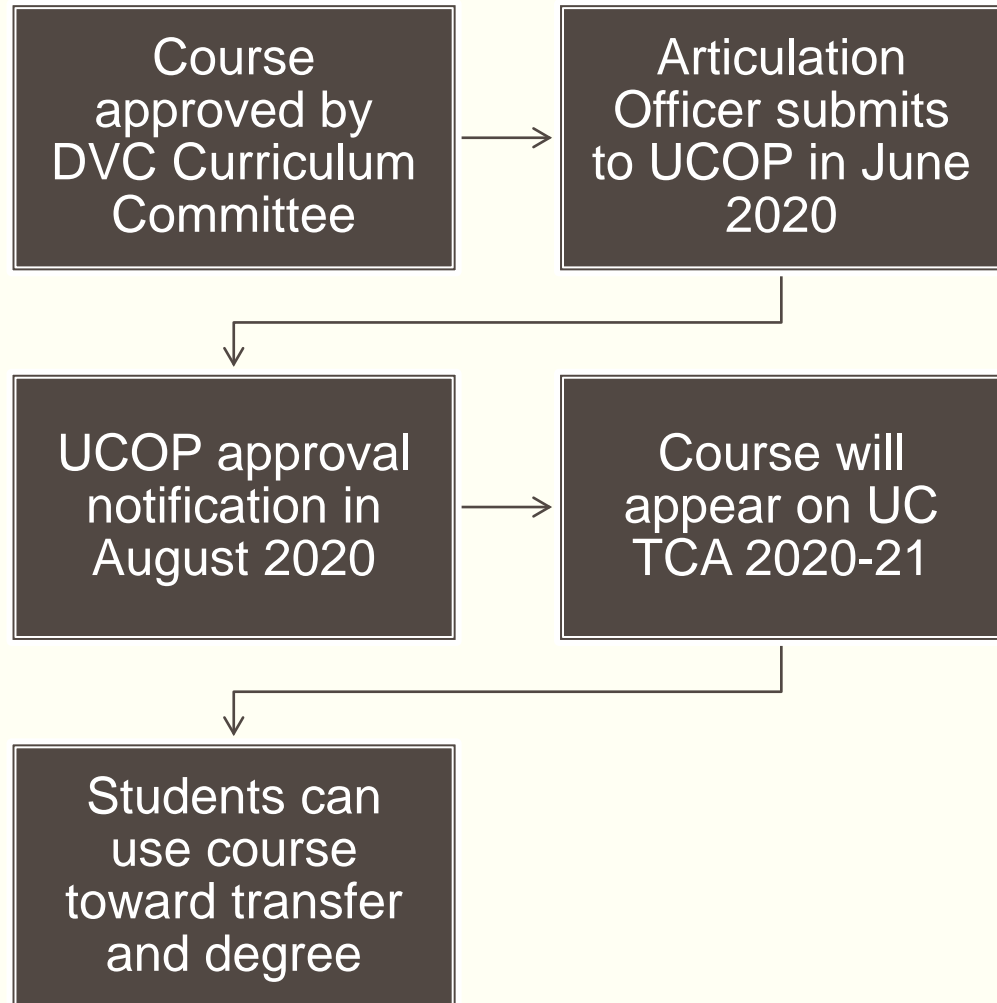 Course
approved by
DVC Curriculum
Committee
Articulation
Officer submits
to UCOP in June
2020
UCOP approval
notification in
August 2020
Course will
appear on UC
TCA 2020-21
Students can
use course
toward transfer
and degree